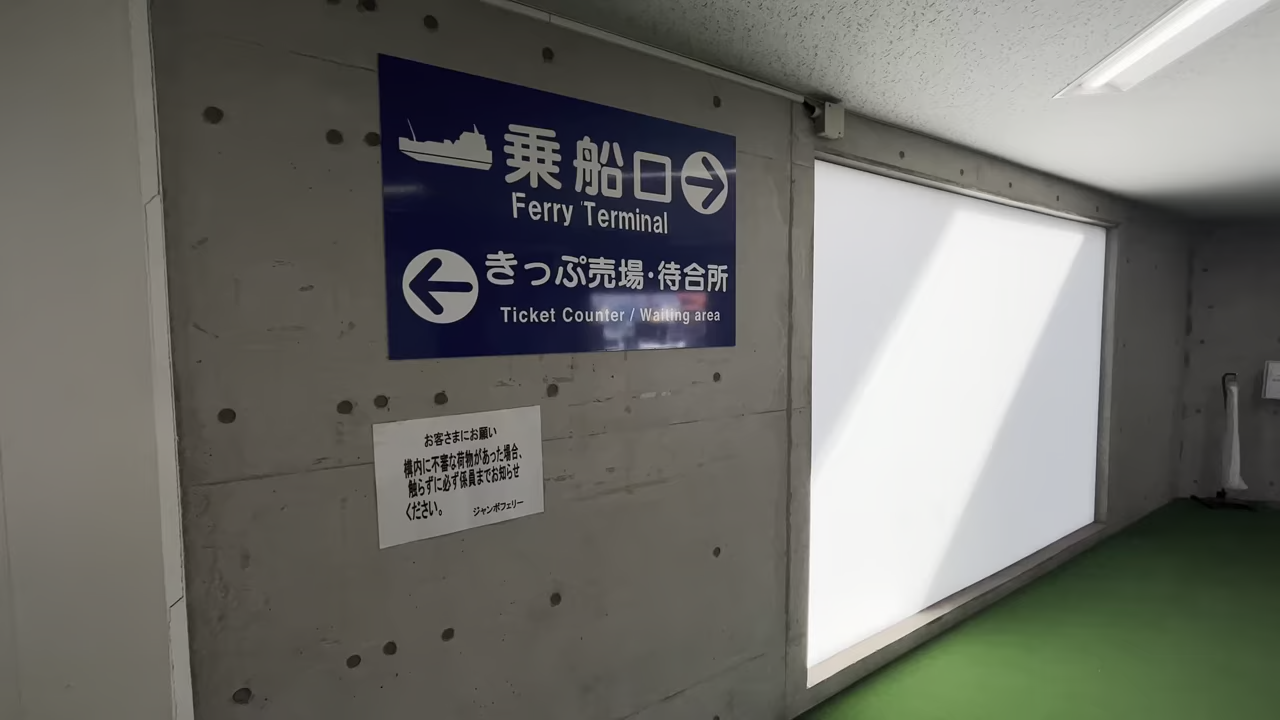 乗船口
Ferry Terminal
きっぷ売場・待合所
Ticket Counter / Waiting area
お客さまにお願い
構内に不審な荷物があった場合、
触らずに必ず係員までお知らせ
ください。 ジャンボフェリー